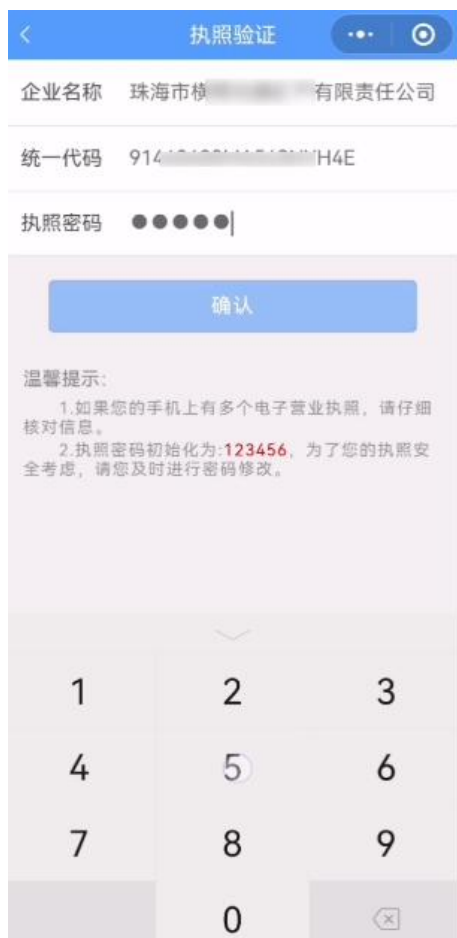 执照验证
企业名称 珠海市横 有限责任公司
统一代码 914 H4E
执照密码 ●●●●●
确认
温馨提示:
1.如果您的手机上有多个电子营业执照，请仔细
核对信息。
2.执照密码初始化为:123456，为了您的执照安
全考虑，请您及时进行密码修改。
1 2 3
4 5 6
7 8 9
0